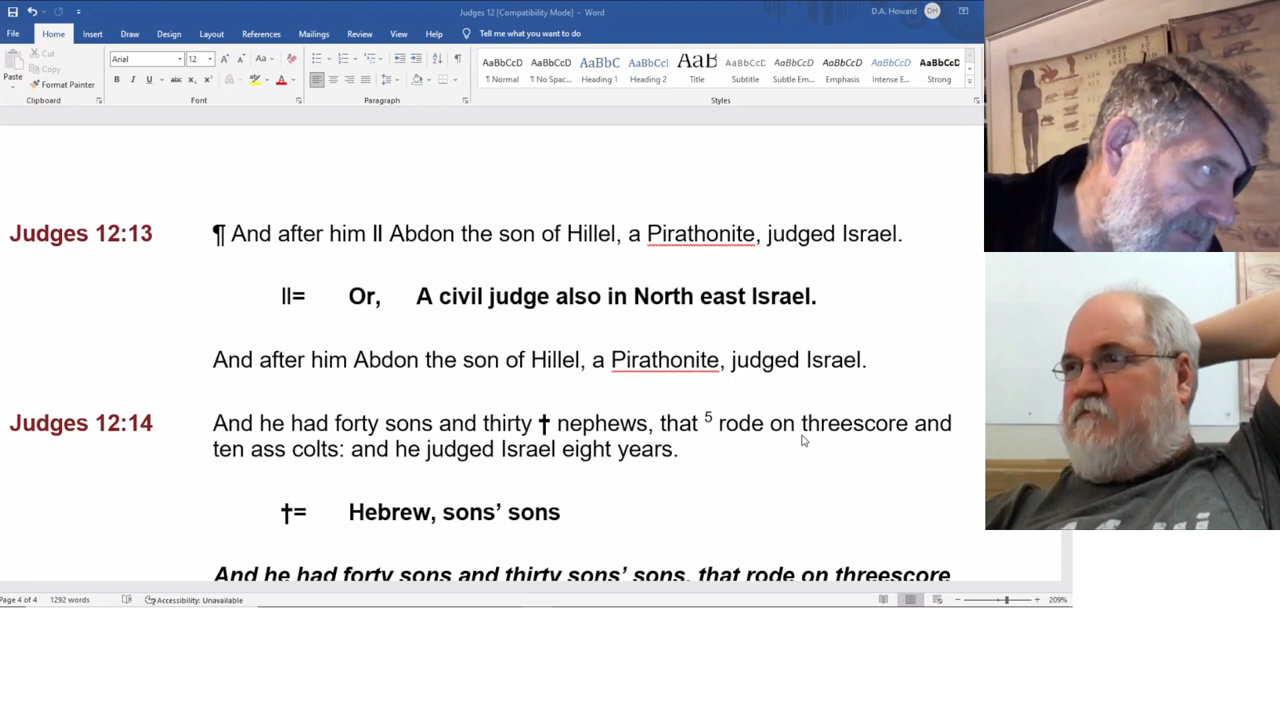 Judges 12 [Compatibility Mode] - Word
D.A. Howard
DH
File Home Insert Draw Design Layout References Mailings Review View Help Tell me what you want to do
Paste
Cut
Copy
Format Painter
Clipboard
Arial 12
Font
Paragraph
AaBbCcD AaBbCcD AaBbC AaBbCcl AaB AaBbCcD AaBbCcD AaBbCcD AaBbCcD AaBbCcD
¶ Normal ¶ No Spac... Heading 1 Heading 2 Title Subtitle Subtle Em... Emphasis Intense E... Strong
Styles
Judges 12:13 ¶ And after him ǁ Abdon the son of Hillel, a Pirathonite, judged Israel.
ǁ= Or, A civil judge also in North east Israel.
And after him Abdon the son of Hillel, a Pirathonite, judged Israel.
Judges 12:14 And he had forty sons and thirty ✝ nephews, that 5 rode on threescore and
ten ass colts: and he judged Israel eight years.
✝= Hebrew, sons’ sons
And he had forty sons and thirty sons’ sons, that rode on threescore
Page 4 of 4 1292 words Accessibility: Unavailable 209%